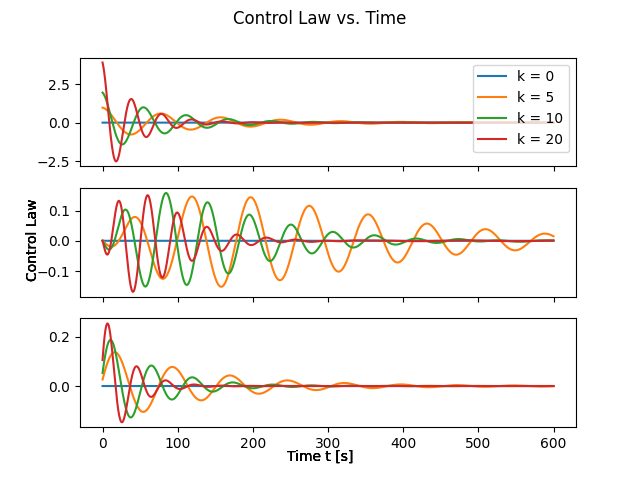 Control Law vs. Time
2.5
0.0
−2.5
k = 0
k = 5
k = 10
k = 20
Control Law
0.1
0.0
−0.1
0.2
0.0
0 100 200 300 400 500 600
Time t [s]